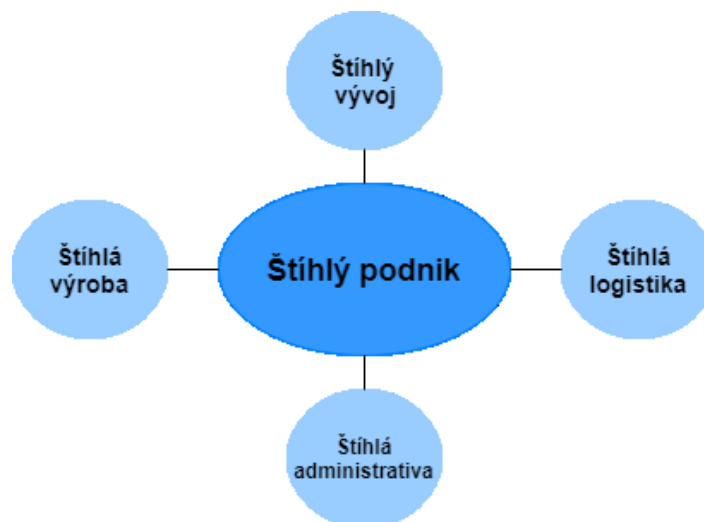 Štíhlý
vývoj
Štíhlá
výroba
Štíhlý podnik
Štíhlá
logistika
Štíhlá
administrativa